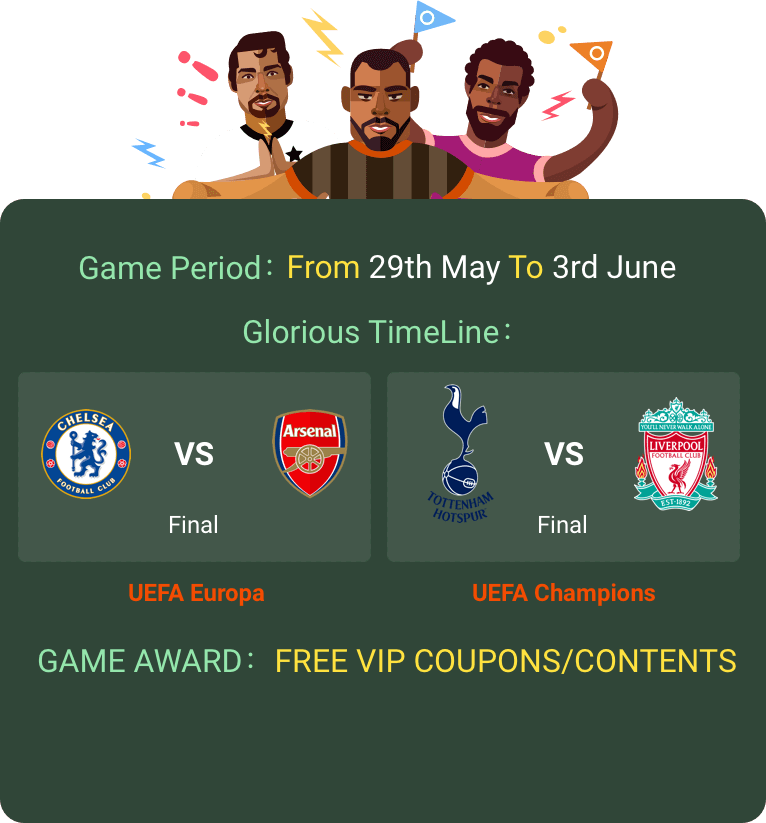 Game Period: From 29th May To 3rd June
Glorious TimeLine:
CHELSEA
FOOTBALL CLUB
VS
Arsenal
Final
TOTTENHAM
HOTSPUR
VS
YOU'LL NEVER WALK ALONE
LIVERPOOL
FOOTBALL CLUB
EST·1892
Final
UEFA Europa
UEFA Champions
GAME AWARD: FREE VIP COUPONS/CONTENTS